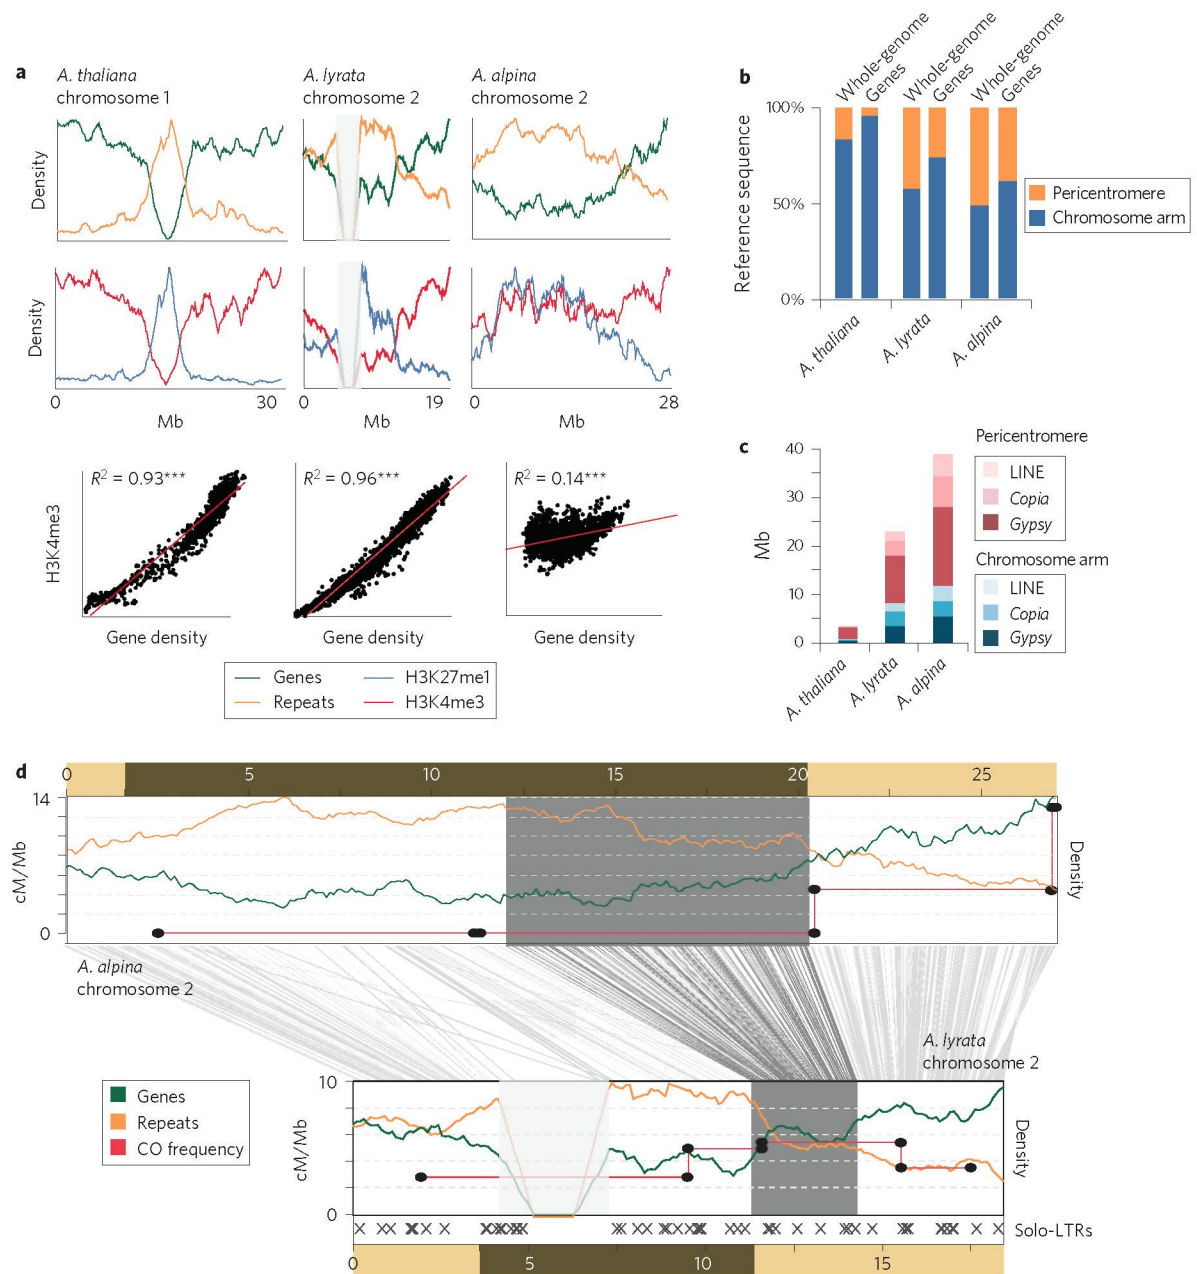 a
A. thaliana
chromosome 1
A. lyrata
chromosome 2
A. alpina
chromosome 2
Density
Density
0
30
Mb
0
19
Mb
0
28
Mb
R² = 0.93***
R² = 0.96***
R² = 0.14***
H3K4me3
Gene density
Gene density
Gene density
Genes
H3K27me1
Repeats
H3K4me3
b
Whole-genome
Genes
Whole-genome
Genes
Whole-genome
Genes
Reference sequence
100%
50%
0%
A. thaliana
A. lyrata
A. alpina
Pericentromere
Chromosome arm
c
Mb
40
30
20
10
0
A. thaliana
A. lyrata
A. alpina
Pericentromere
LINE
Copia
Gypsy
Chromosome arm
LINE
Copia
Gypsy
d
0
5
10
15
20
25
14
cM/Mb
0
Density
A. alpina
chromosome 2
A. lyrata
chromosome 2
Genes
Repeats
CO frequency
10
cM/Mb
0
Density
Solo-LTRs
0
5
10
15